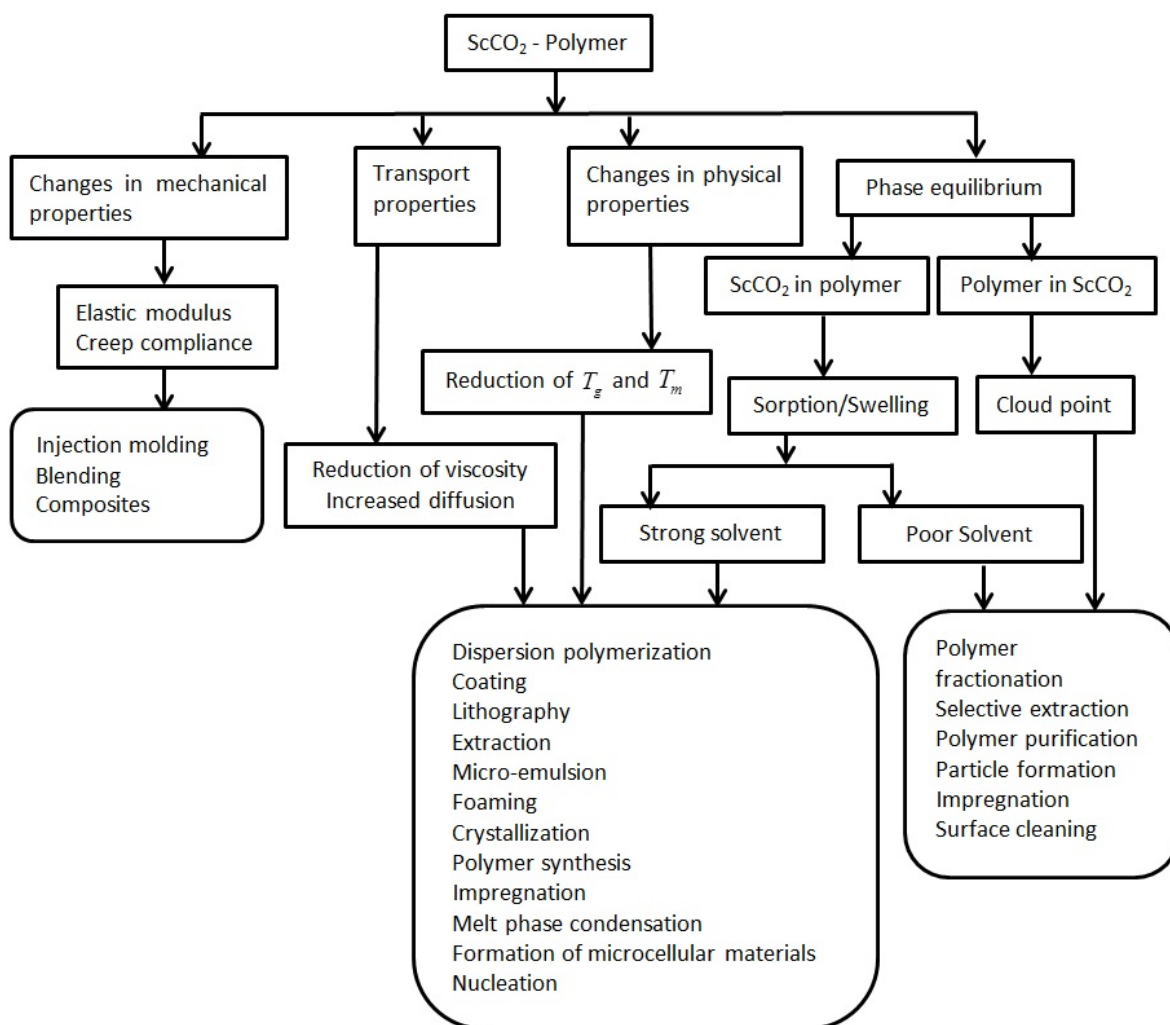 ScCO₂ - Polymer
Changes in mechanical
properties
Transport
properties
Changes in physical
properties
Phase equilibrium
ScCO₂ in polymer
Polymer in ScCO₂
Elastic modulus
Creep compliance
Reduction of T_g and T_m
Sorption/Swelling
Cloud point
Injection molding
Blending
Composites
Reduction of viscosity
Increased diffusion
Strong solvent
Poor Solvent
Dispersion polymerization
Coating
Lithography
Extraction
Micro-emulsion
Foaming
Crystallization
Polymer synthesis
Impregnation
Melt phase condensation
Formation of microcellular materials
Nucleation
Polymer
fractionation
Selective extraction
Polymer purification
Particle formation
Impregnation
Surface cleaning